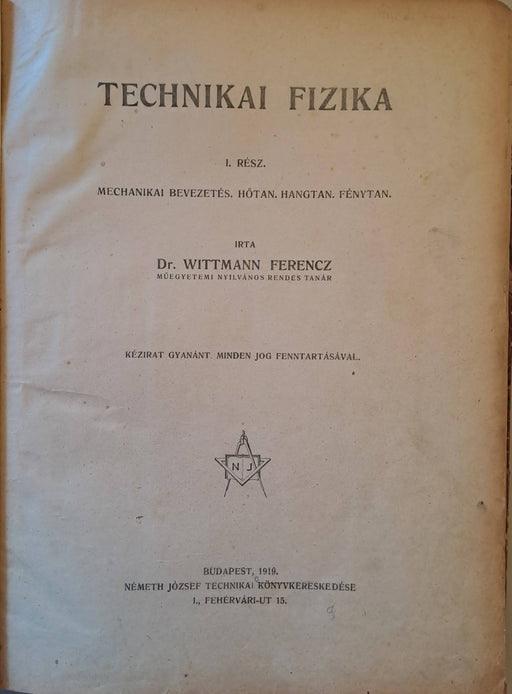 TECHNIKAI FIZIKA
I. RÉSZ.
MECHANIKAI BEVEZETÉS. HŐTAN. HANGTAN. FÉNYTAN.
IRTA
Dr. WITTMANN FERENCZ
MŰEGYETEMI NYILVÁNOS RENDES TANÁR
KÉZIRAT GYANÁNT. MINDEN JOG FENNTARTÁSÁVAL.
N J
BUDAPEST, 1919.
NÉMETH JÓZSEF TECHNIKAI KÖNYVKERESKEDÉSE
I., FEHÉRVÁRI-UT 15.